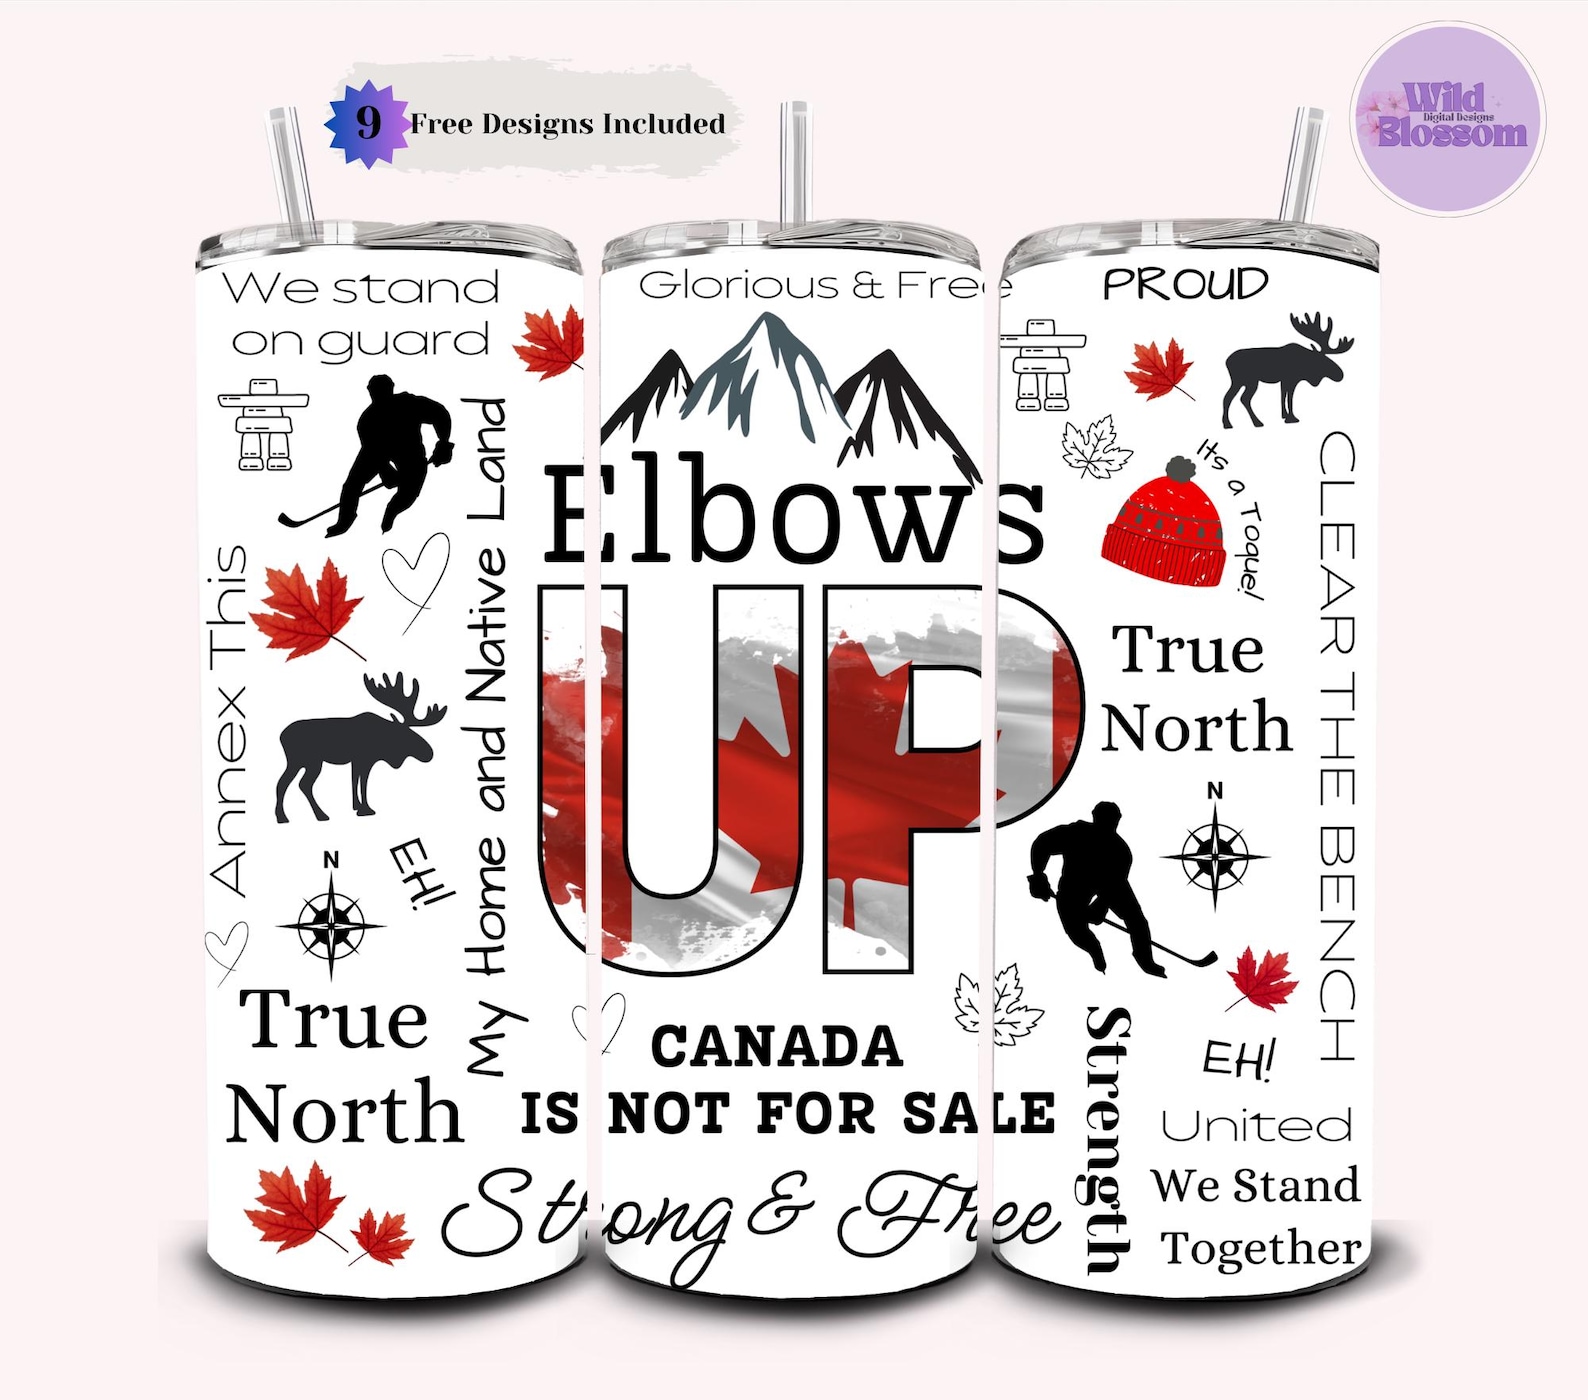 9 Free Designs Included
Wild
Digital Designs
Blossom
We stand
on guard
Annex This
My Home and Native Land
N
EH!
True
North
Glorious & Free
Elbows
UP
CANADA
IS NOT FOR SALE
Strong & Free
PROUD
Its a Toque!
CLEAR THE BENCH
True
North
N
Strength
EH!
United
We Stand
Together